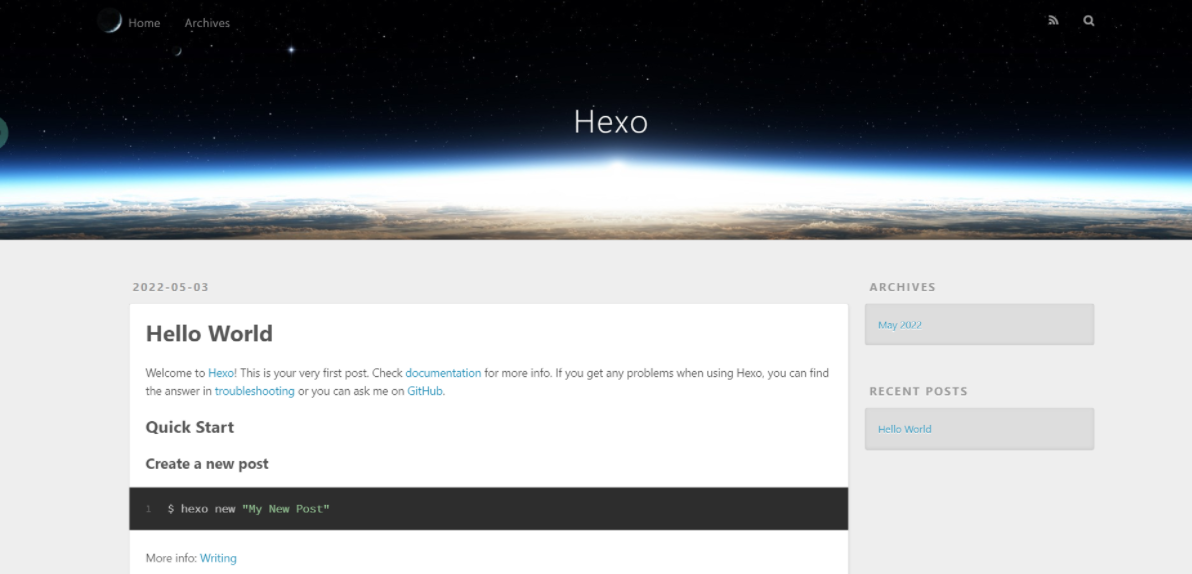 Home Archives
Hexo
2022-05-03
Hello World
Welcome to Hexo! This is your very first post. Check documentation for more info. If you get any problems when using Hexo, you can find
the answer in troubleshooting or you can ask me on GitHub.
Quick Start
Create a new post
1 $ hexo new "My New Post"
More info: Writing
ARCHIVES
May 2022
RECENT POSTS
Hello World